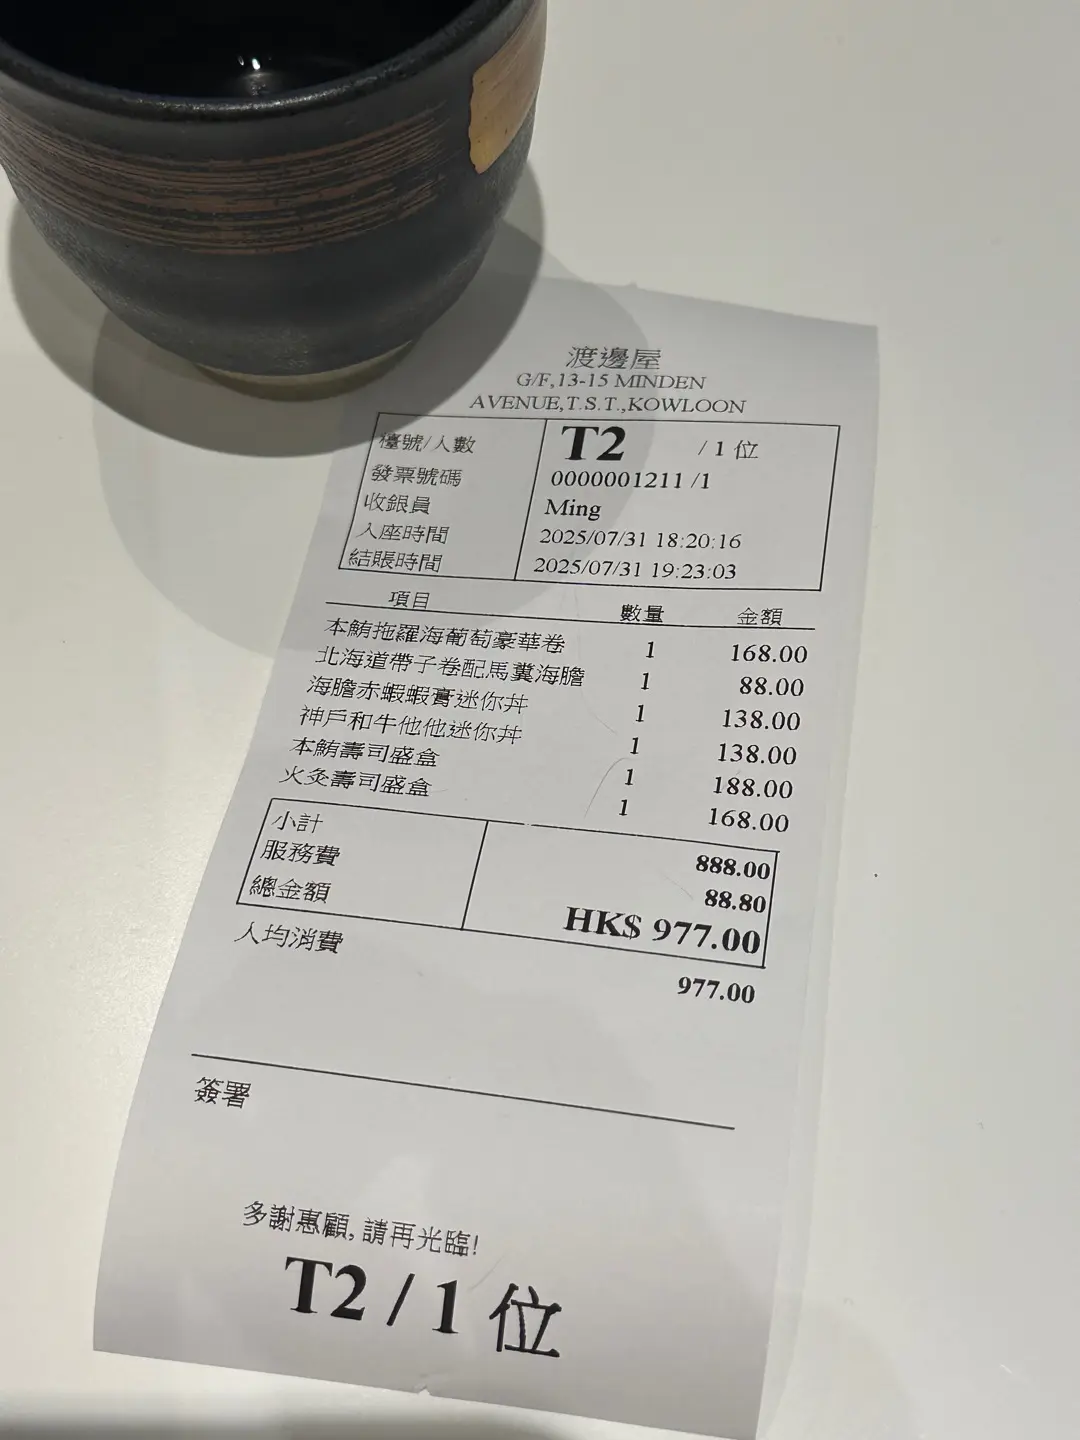 渡邊屋
G/F,13-15 MINDEN
AVENUE,T.S.T.,KOWLOON
檯號/人數 T2 / 1 位
發票號碼 0000001211 /1
收銀員 Ming
入座時間 2025/07/31 18:20:16
結賬時間 2025/07/31 19:23:03
項目 數量 金額
本鮪拖羅海葡萄豪華卷 1 168.00
北海道帶子卷配馬糞海膽 1 88.00
海膽赤蝦蝦膏迷你丼 1 138.00
神戶和牛他他迷你丼 1 138.00
本鮪壽司盛盒 1 188.00
火炙壽司盛盒 1 168.00
小計 888.00
服務費 88.80
總金額 HK$ 977.00
人均消費 977.00
簽署
多謝惠顧, 請再光臨!
T2 / 1 位